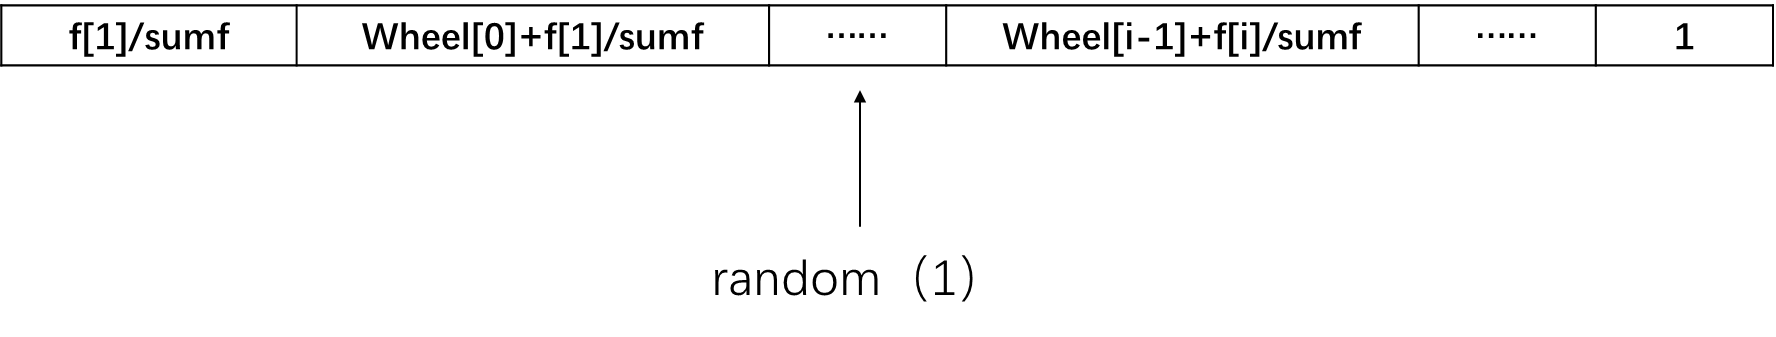 f[1]/sumf Wheel[0]+f[1]/sumf ...... Wheel[i-1]+f[i]/sumf ...... 1
random（1）